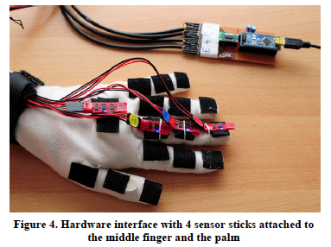 Figure 4. Hardware interface with 4 sensor sticks attached to
the middle finger and the palm